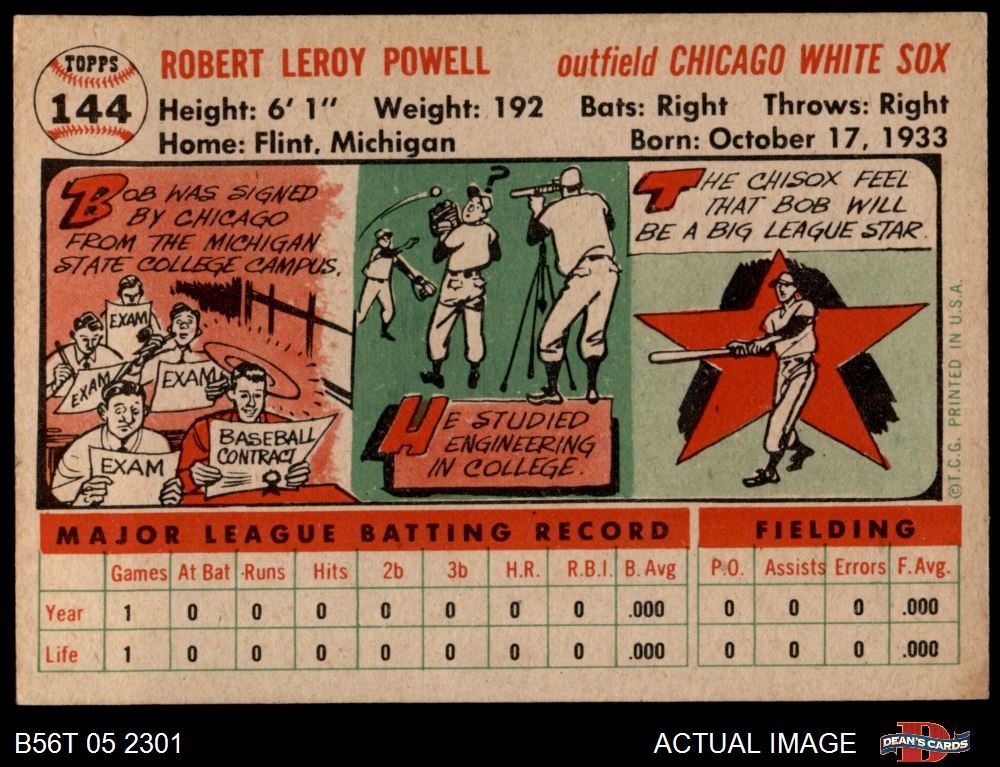 TOPPS
144
ROBERT LEROY POWELL outfield CHICAGO WHITE SOX
Height: 6' 1" Weight: 192 Bats: Right Throws: Right
Home: Flint, Michigan Born: October 17, 1933
BOB WAS SIGNED
BY CHICAGO
FROM THE MICHIGAN
STATE COLLEGE CAMPUS.
EXAM
EXAM
EXAM
EXAM
BASEBALL
CONTRACT
?
HE STUDIED
ENGINEERING
IN COLLEGE.
THE CHISOX FEEL
THAT BOB WILL
BE A BIG LEAGUE STAR.
©T.C.G. PRINTED IN U.S.A.
MAJOR LEAGUE BATTING RECORD FIELDING
Games At Bat Runs Hits 2b 3b H.R. R.B.I. B. Avg P.O. Assists Errors F. Avg.
Year 1 0 0 0 0 0 0 0 .000 0 0 0 .000
Life 1 0 0 0 0 0 0 0 .000 0 0 0 .000
B56T 05 2301 ACTUAL IMAGE DEAN'S CARDS